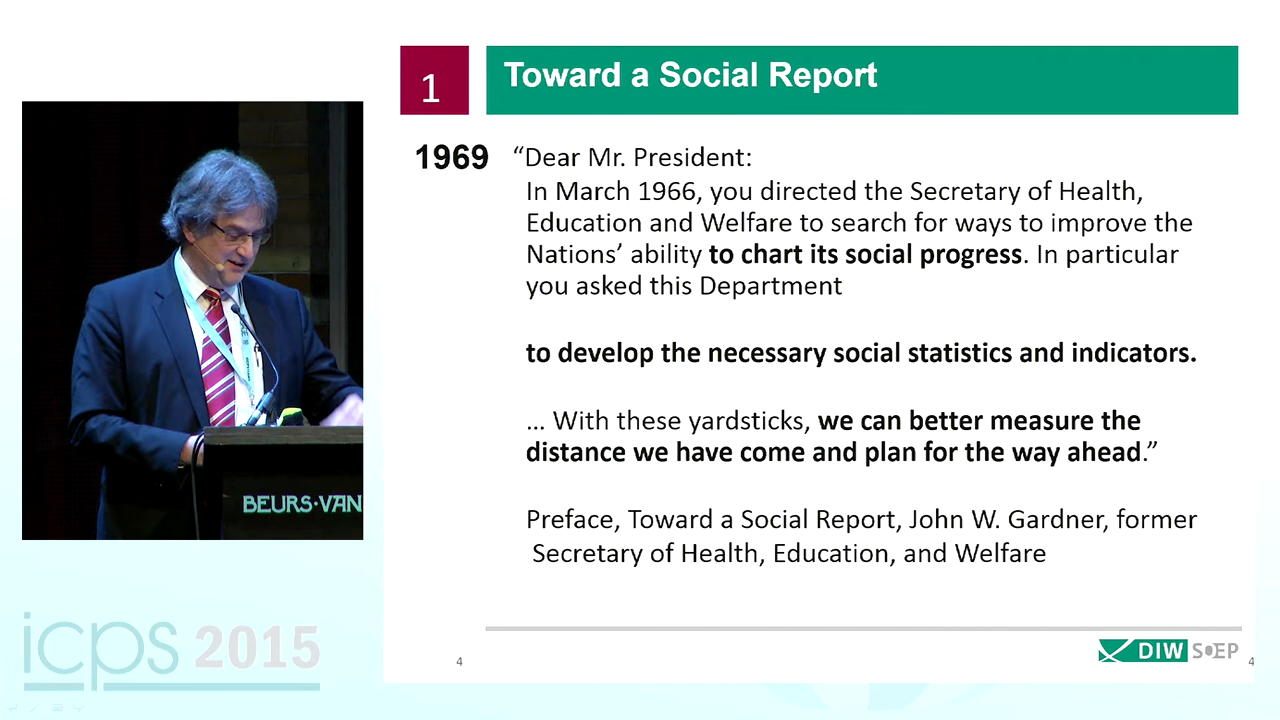 1
Toward a Social Report
1969
“Dear Mr. President:
In March 1966, you directed the Secretary of Health,
Education and Welfare to search for ways to improve the
Nations’ ability to chart its social progress. In particular
you asked this Department
to develop the necessary social statistics and indicators.
… With these yardsticks, we can better measure the
distance we have come and plan for the way ahead.”
Preface, Toward a Social Report, John W. Gardner, former
Secretary of Health, Education, and Welfare
BEURS·VAN
icps 2015
4
DIW SOEP
4